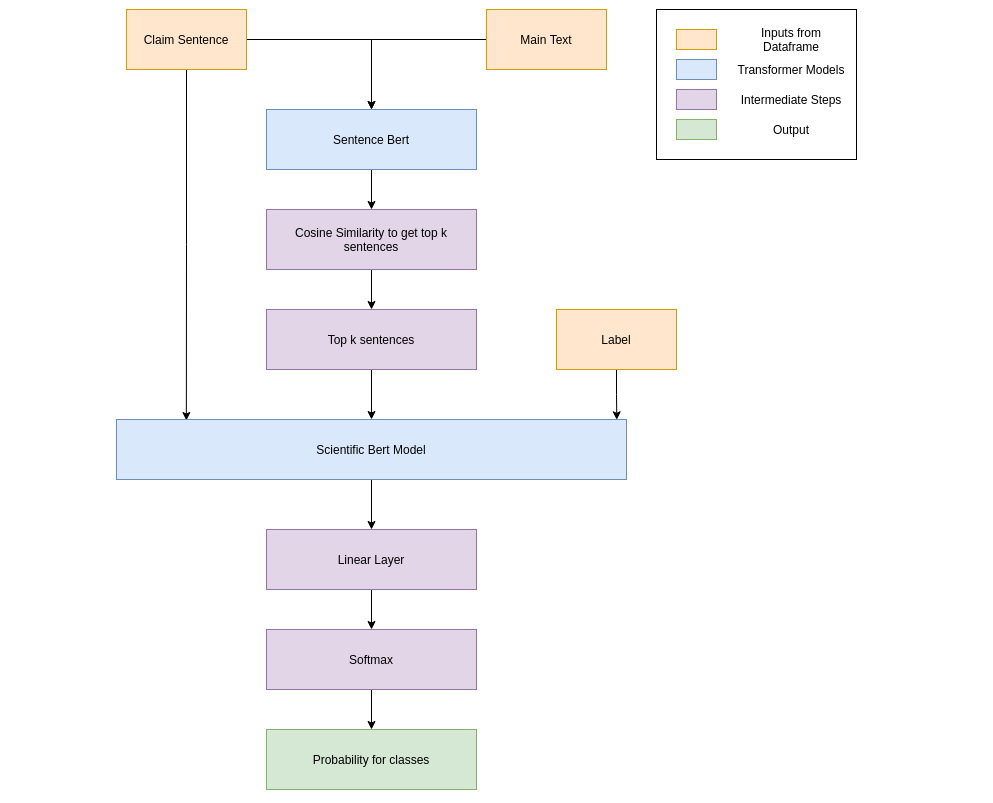 Claim Sentence
Main Text
Inputs from
Dataframe
Transformer Models
Intermediate Steps
Output
Sentence Bert
Cosine Similarity to get top k
sentences
Top k sentences
Label
Scientific Bert Model
Linear Layer
Softmax
Probability for classes